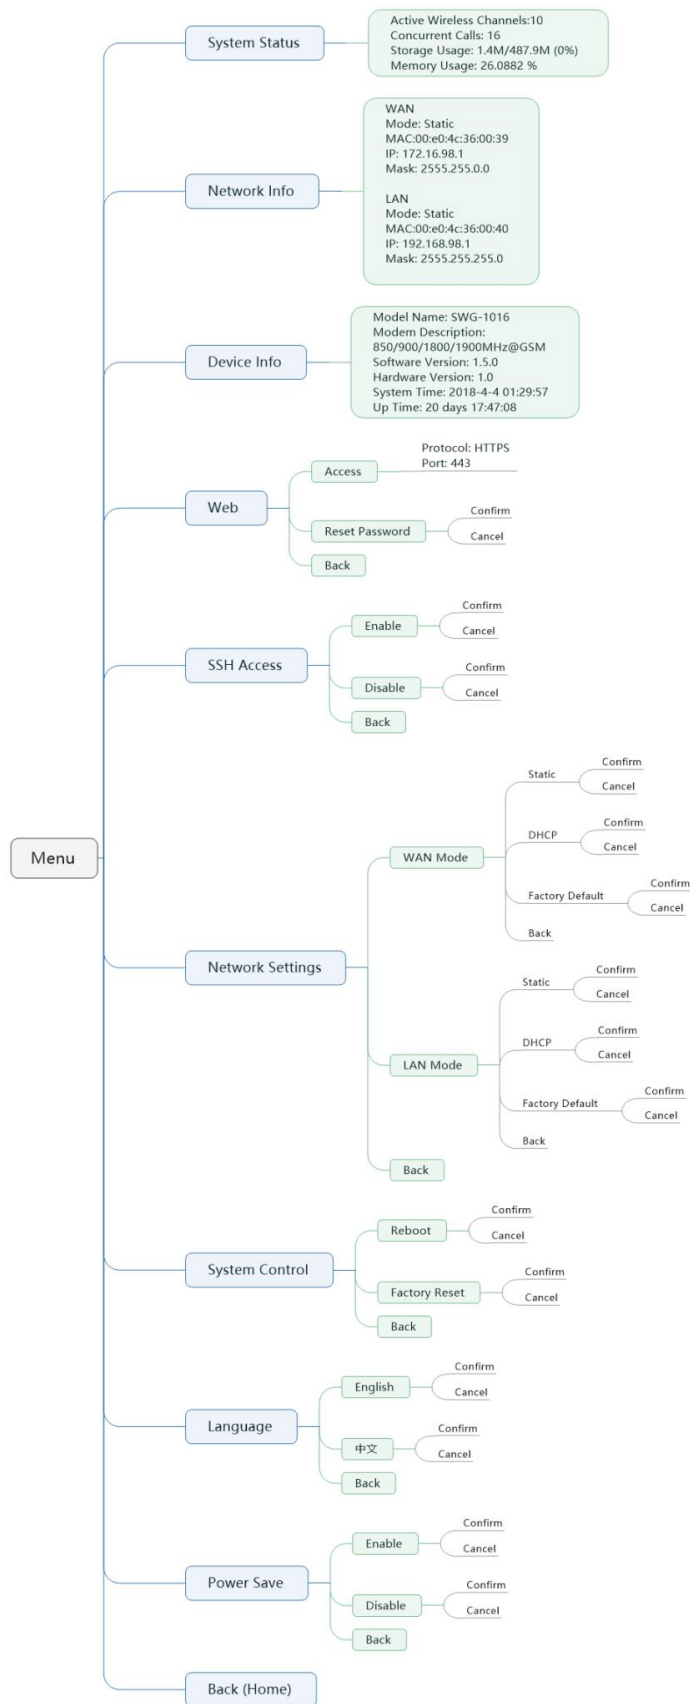 Menu
System Status
Active Wireless Channels:10
Concurrent Calls: 16
Storage Usage: 1.4M/487.9M (0%)
Memory Usage: 26.0882 %
Network Info
WAN
Mode: Static
MAC:00:e0:4c:36:00:39
IP: 172.16.98.1
Mask: 2555.255.0.0
LAN
Mode: Static
MAC:00:e0:4c:36:00:40
IP: 192.168.98.1
Mask: 2555.255.255.0
Device Info
Model Name: SWG-1016
Modem Description:
850/900/1800/1900MHz@GSM
Software Version: 1.5.0
Hardware Version: 1.0
System Time: 2018-4-4 01:29:57
Up Time: 20 days 17:47:08
Web
Access
Protocol: HTTPS
Port: 443
Reset Password
Confirm
Cancel
Back
SSH Access
Enable
Confirm
Cancel
Disable
Confirm
Cancel
Back
Network Settings
WAN Mode
Static
Confirm
Cancel
DHCP
Confirm
Cancel
Factory Default
Confirm
Cancel
Back
LAN Mode
Static
Confirm
Cancel
DHCP
Confirm
Cancel
Factory Default
Confirm
Cancel
Back
Back
System Control
Reboot
Confirm
Cancel
Factory Reset
Confirm
Cancel
Back
Language
English
Confirm
Cancel
中文
Confirm
Cancel
Back
Power Save
Enable
Confirm
Cancel
Disable
Confirm
Cancel
Back
Back (Home)